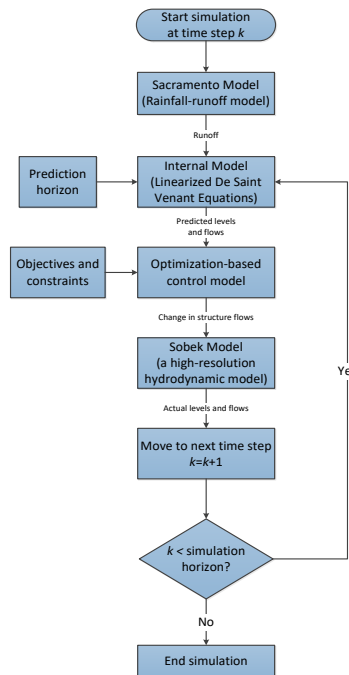 Start simulation
at time step k
Sacramento Model
(Rainfall-runoff model)
Runoff
Prediction
horizon
Internal Model
(Linearized De Saint
Venant Equations)
Predicted levels
and flows
Objectives and
constraints
Optimization-based
control model
Change in structure flows
Sobek Model
(a high-resolution
hydrodynamic model)
Ye
Actual levels and flows
Move to next time step
k=k+1
k < simulation
horizon?
No
End simulation